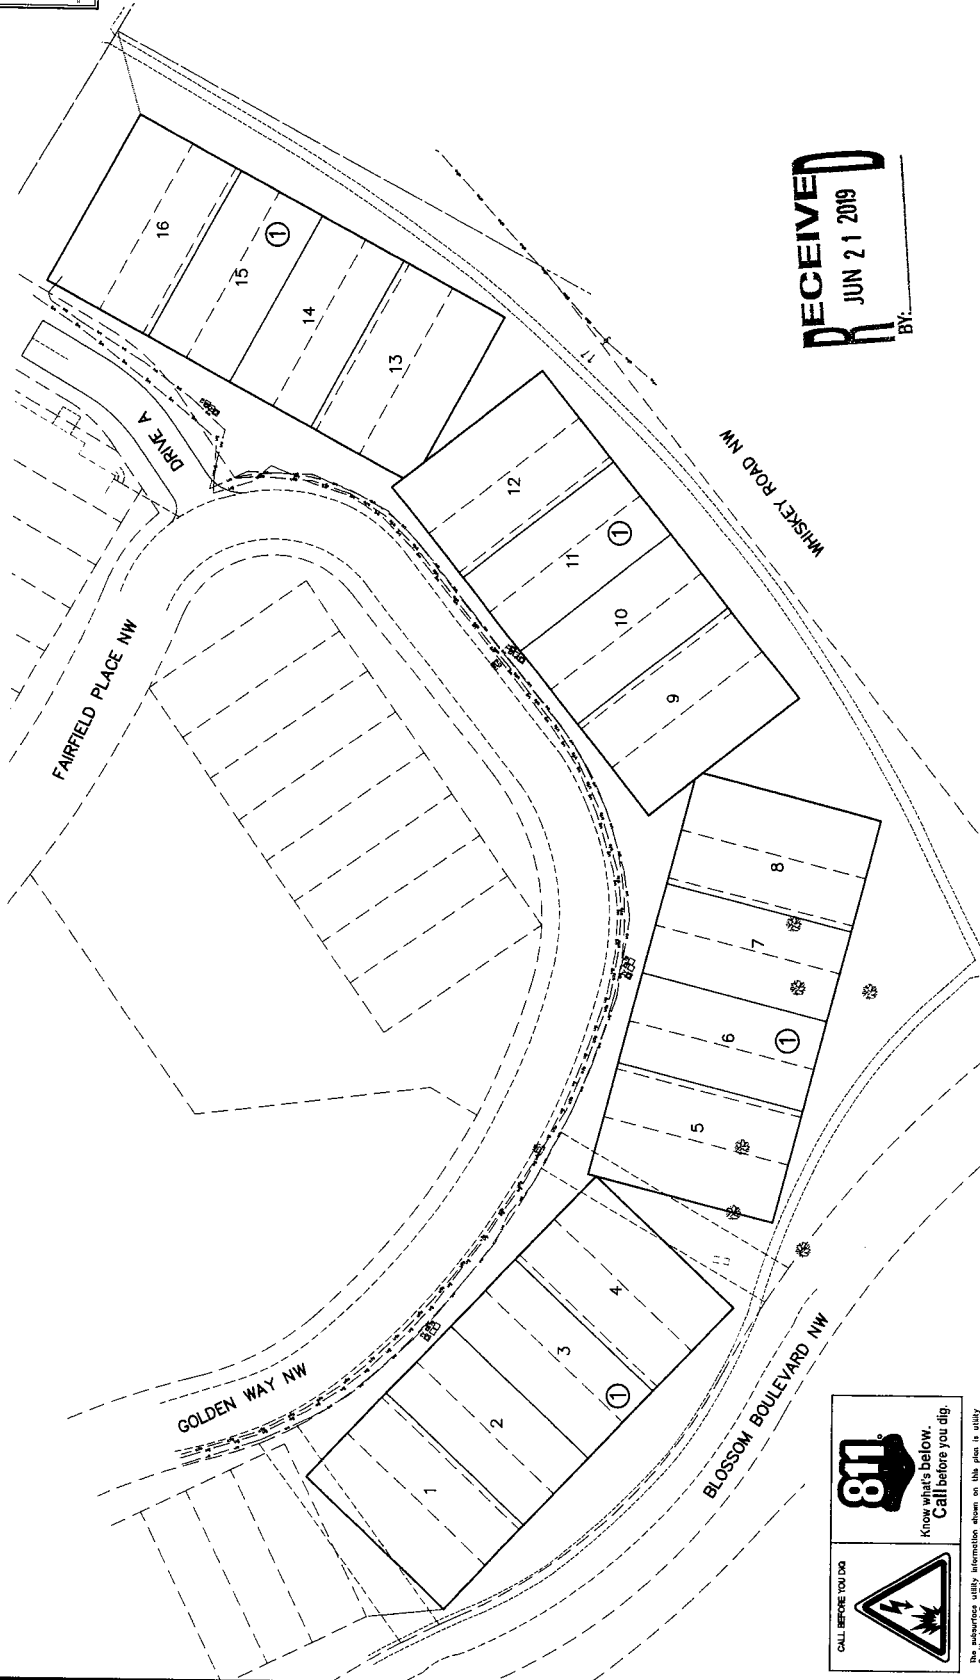 16
15
1
14
13
DRIVE A
FAIRFIELD PLACE NW
12
11
1
10
9
WHISKEY ROAD NW
RECEIVED
JUN 21 2019
BY:
8
7
6
1
5
4
3
1
2
1
GOLDEN WAY NW
BLOSSOM BOULEVARD NW
CALL BEFORE YOU DIG
811
Know what's below.
Call before you dig.
The subsurface utility information shown on this plan is utility